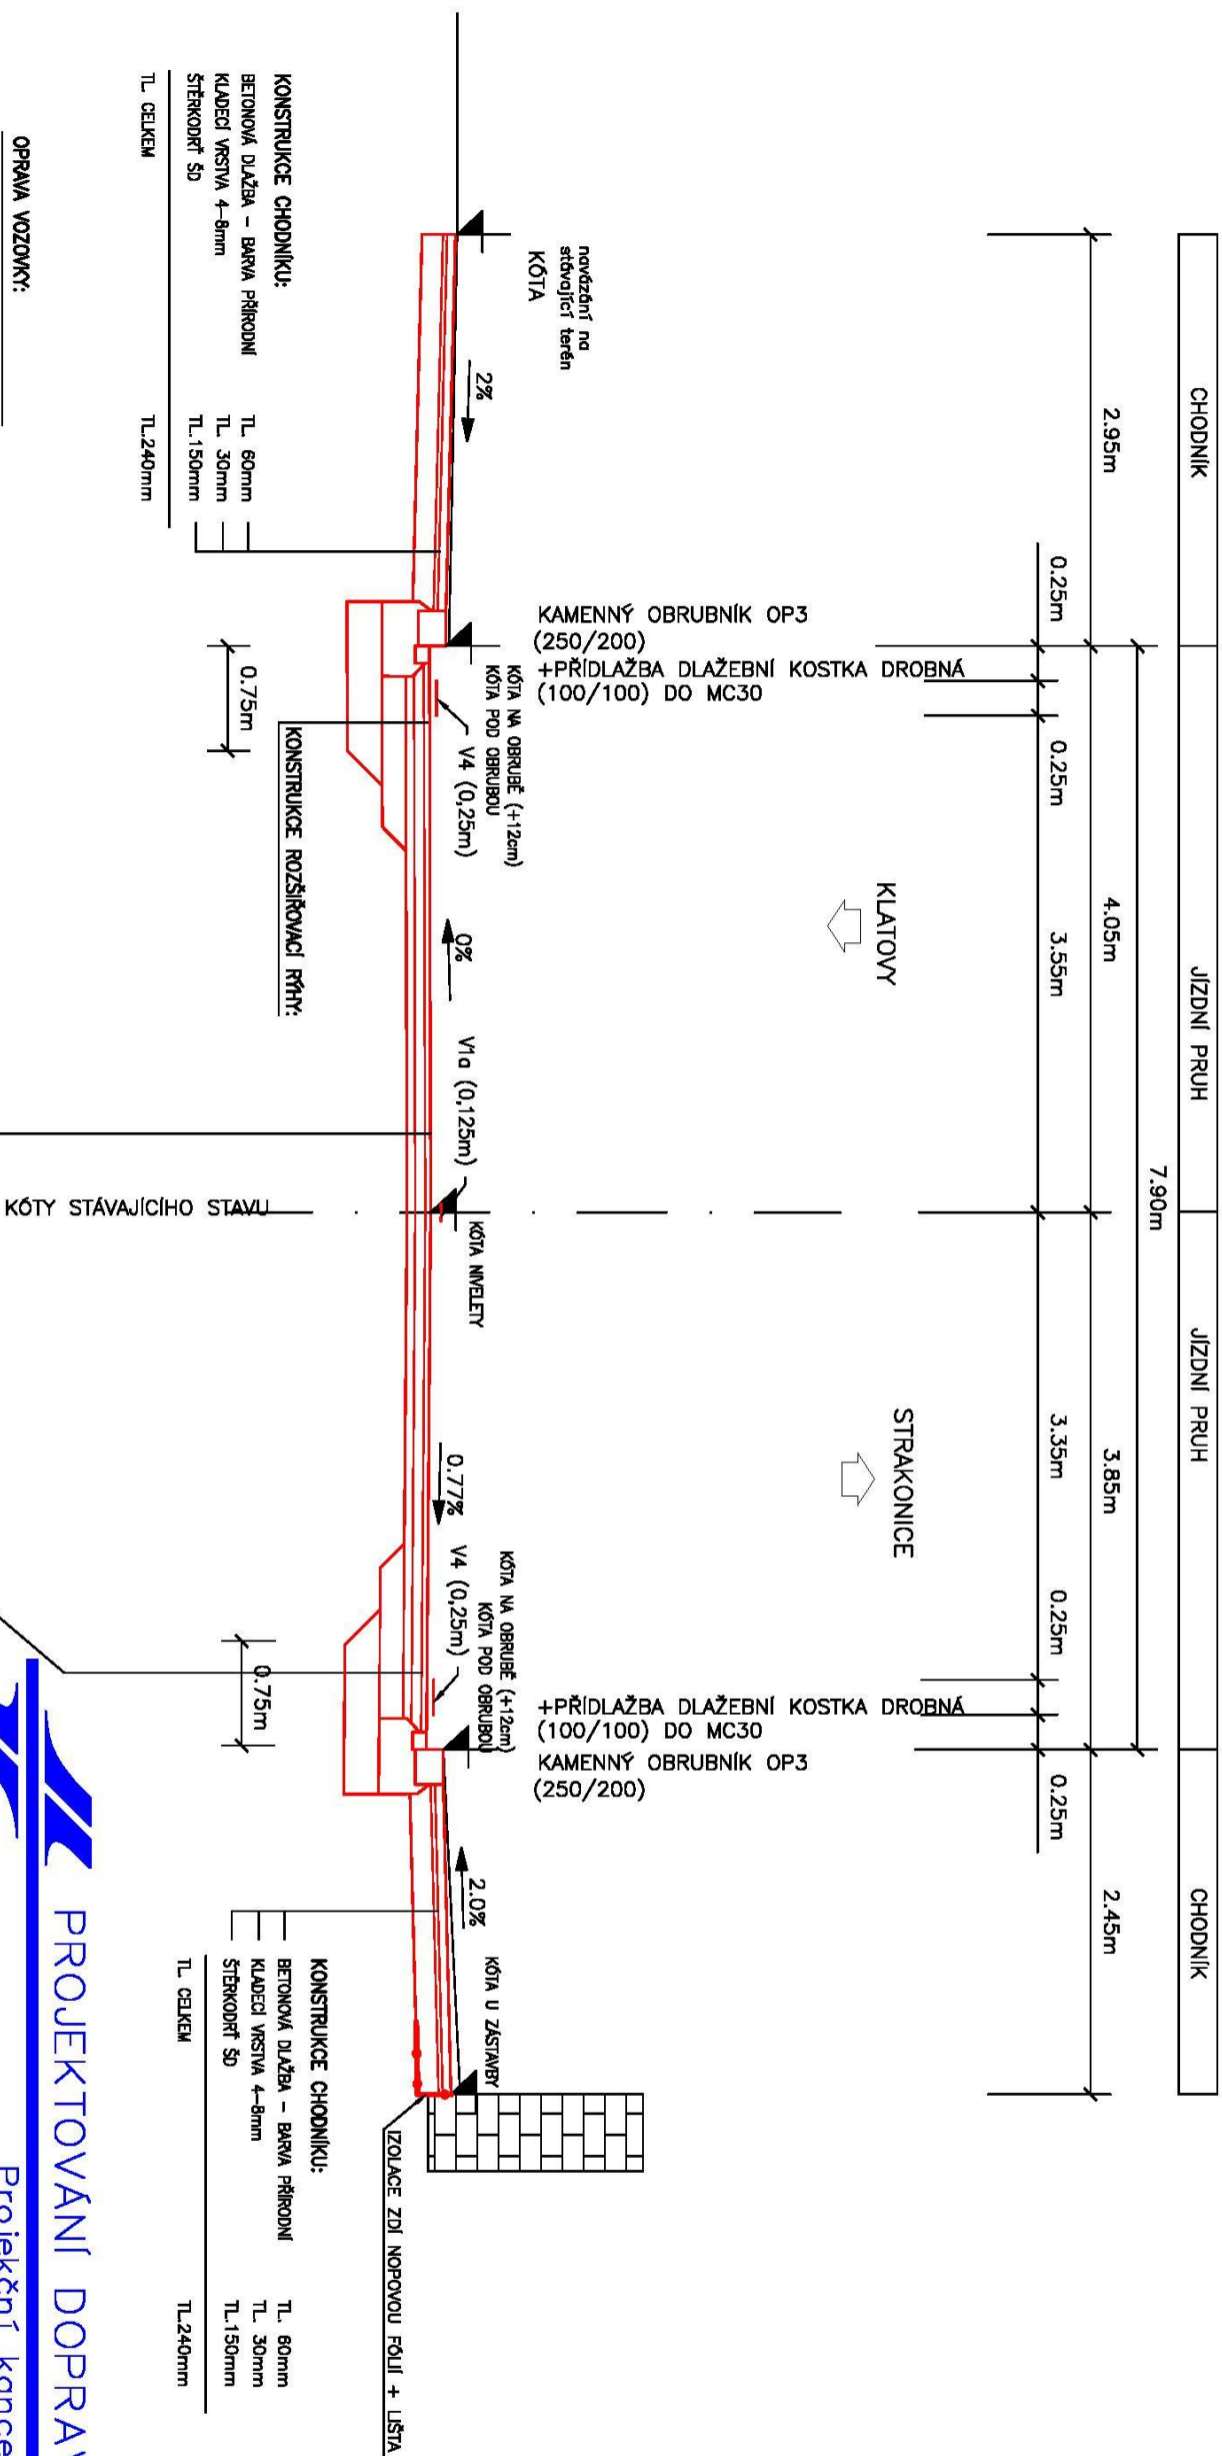 CHODNÍK
JÍZDNÍ PRUH
JÍZDNÍ PRUH
CHODNÍK
7.90m
2.95m
4.05m
3.85m
2.45m
0.25m
0.25m
3.55m
3.35m
0.25m
0.25m
KLATOVY
STRAKONICE
KAMENNÝ OBRUBNÍK OP3
(250/200)
+PŘÍDLAŽBA DLAŽEBNÍ KOSTKA DROBNÁ
(100/100) DO MC30
+PŘÍDLAŽBA DLAŽEBNÍ KOSTKA DROBNÁ
(100/100) DO MC30
KAMENNÝ OBRUBNÍK OP3
(250/200)
navázání na
stávající terén
KÓTA
2%
KÓTA NA OBRUBĚ (+12cm)
KÓTA POD OBRUBOU
V4 (0,25m)
0%
V1a (0,125m)
KÓTA NIVELETY
0.77%
KÓTA NA OBRUBĚ (+12cm)
KÓTA POD OBRUBOU
V4 (0,25m)
2.0%
KÓTA U ZÁSTAVBY
IZOLACE ZDÍ NOPOVOU FÓLIÍ + LIŠTA
0.75m
0.75m
KONSTRUKCE ROZŠIŘOVACÍ RÝHY:
KONSTRUKCE CHODNÍKU:
BETONOVÁ DLAŽBA – BARVA PŘÍRODNÍ TL. 60mm
KLADECÍ VRSTVA 4–8mm TL. 30mm
ŠTĚRKODRŤ ŠD TL.150mm
TL. CELKEM TL.240mm
KONSTRUKCE CHODNÍKU:
BETONOVÁ DLAŽBA – BARVA PŘÍRODNÍ TL. 60mm
KLADECÍ VRSTVA 4–8mm TL. 30mm
ŠTĚRKODRŤ ŠD TL.150mm
TL. CELKEM TL.240mm
KÓTY STÁVAJÍCÍHO STAVU
OPRAVA VOZOVKY:
PROJEKTOVÁNÍ DOPRAV
Projekční kance